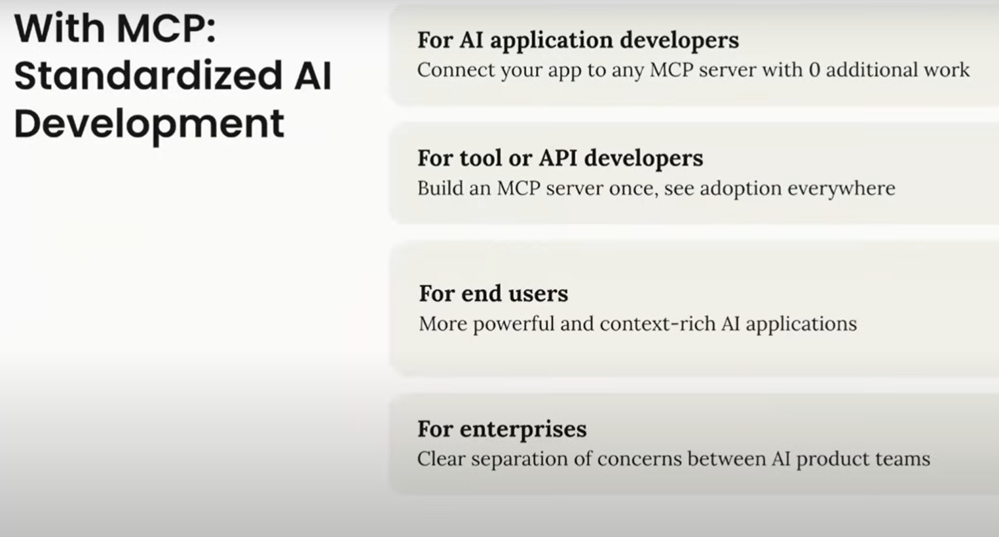 With MCP:
Standardized AI
Development
For AI application developers
Connect your app to any MCP server with 0 additional work
For tool or API developers
Build an MCP server once, see adoption everywhere
For end users
More powerful and context-rich AI applications
For enterprises
Clear separation of concerns between AI product teams